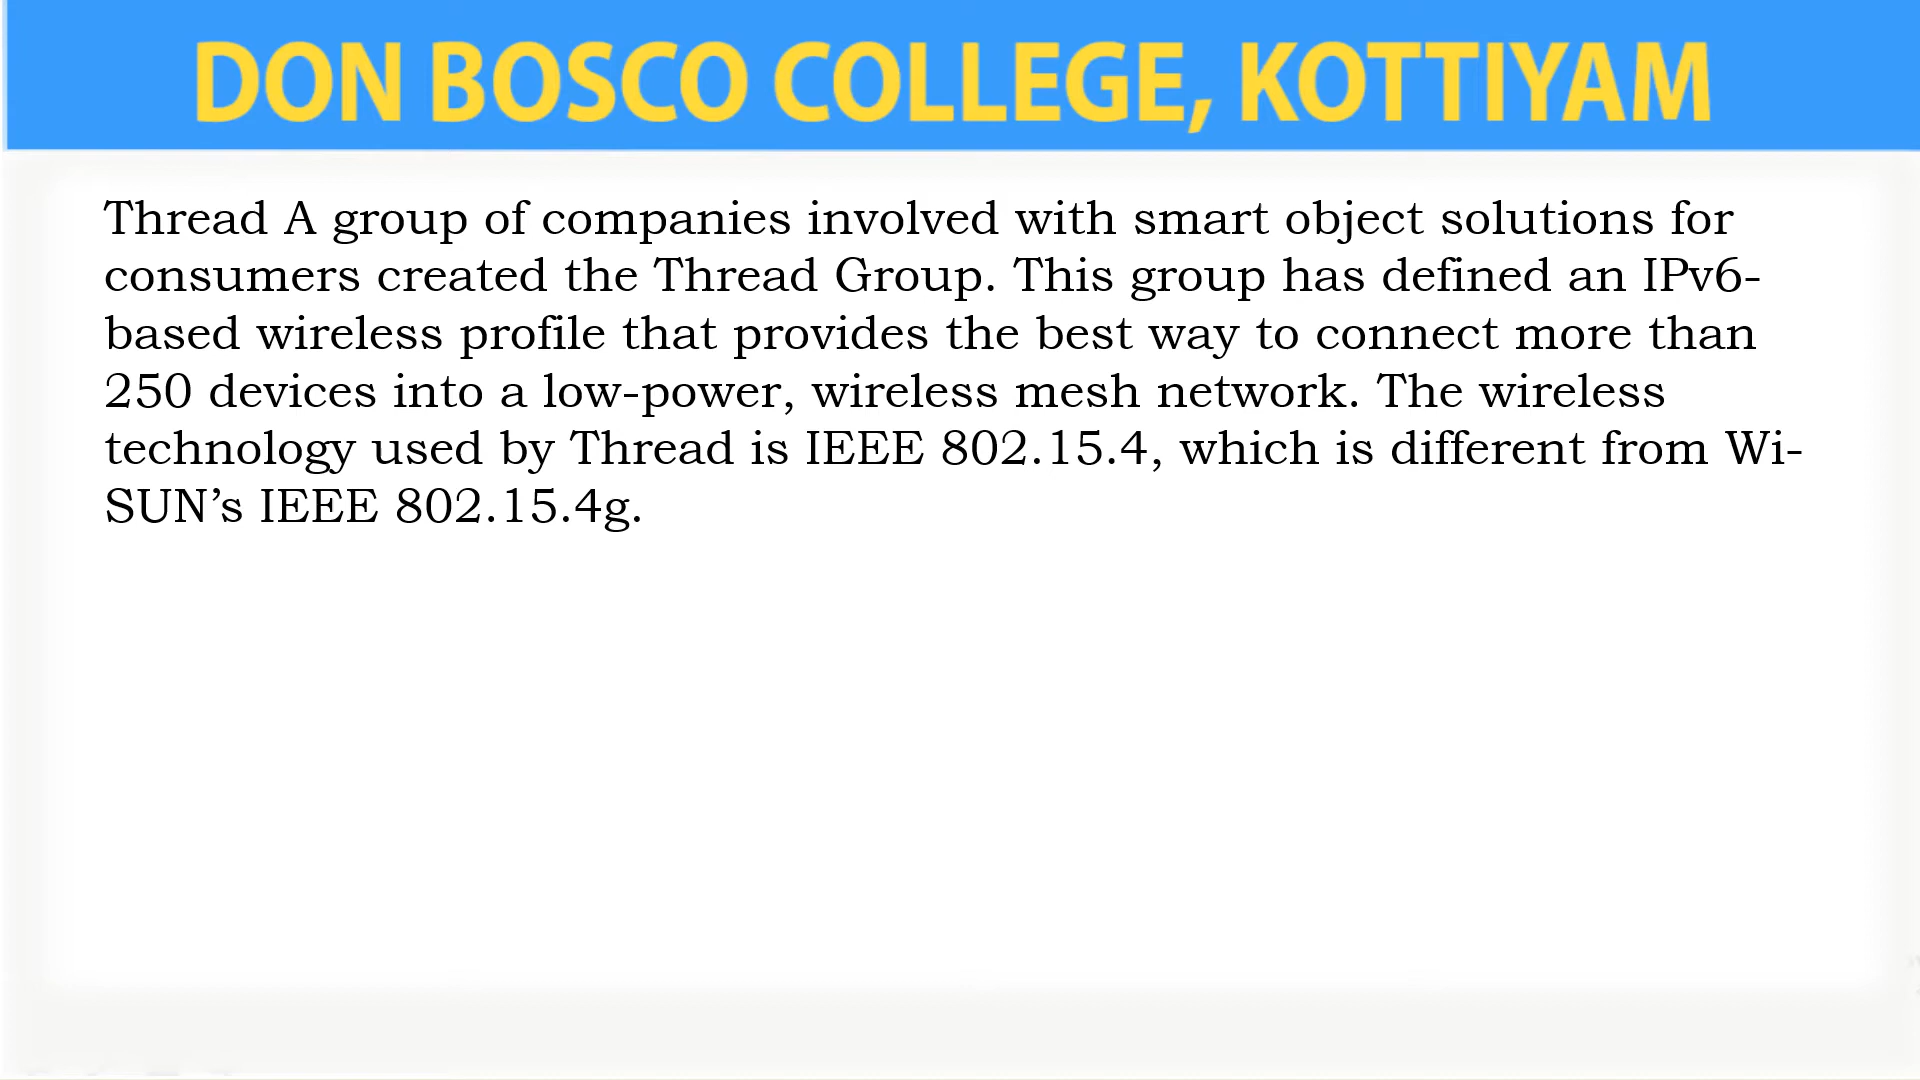 DON BOSCO COLLEGE, KOTTIYAM
Thread A group of companies involved with smart object solutions for
consumers created the Thread Group. This group has defined an IPv6-
based wireless profile that provides the best way to connect more than
250 devices into a low-power, wireless mesh network. The wireless
technology used by Thread is IEEE 802.15.4, which is different from Wi-
SUN’s IEEE 802.15.4g.